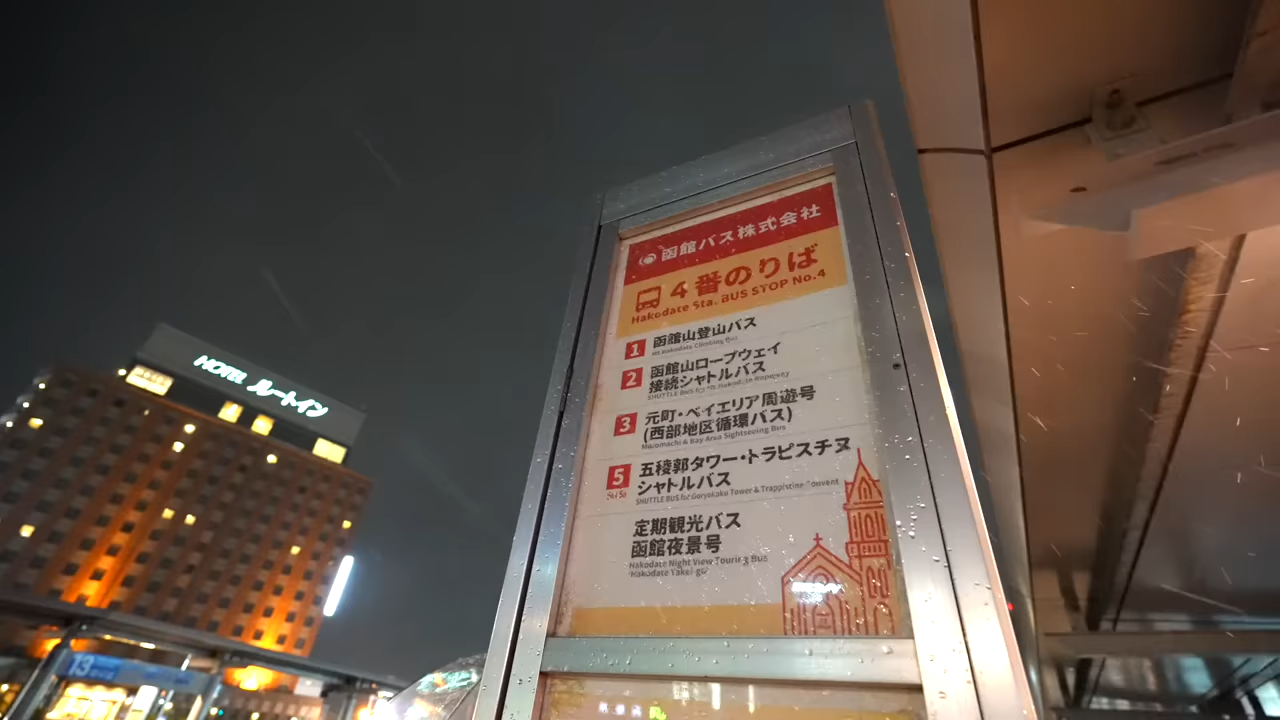 HOTEL ルートイン
13
函館バス株式会社
4番のりば
Hakodate Sta. BUS STOP No.4
1 函館山登山バス
Mt.Hakodate Climbing Bus
2 函館山ロープウェイ
接続シャトルバス
SHUTTLE BUS for Mt.Hakodate Ropeway
3 元町・ベイエリア周遊号
(西部地区循環バス)
Motomachi & Bay Area Sightseeing Bus
5 五稜郭タワー・トラピスチヌ
シャトルバス
SHUTTLE BUS for Goryokaku Tower & Trappistine Convent
定期観光バス
函館夜景号
Hakodate Night View Touring Bus